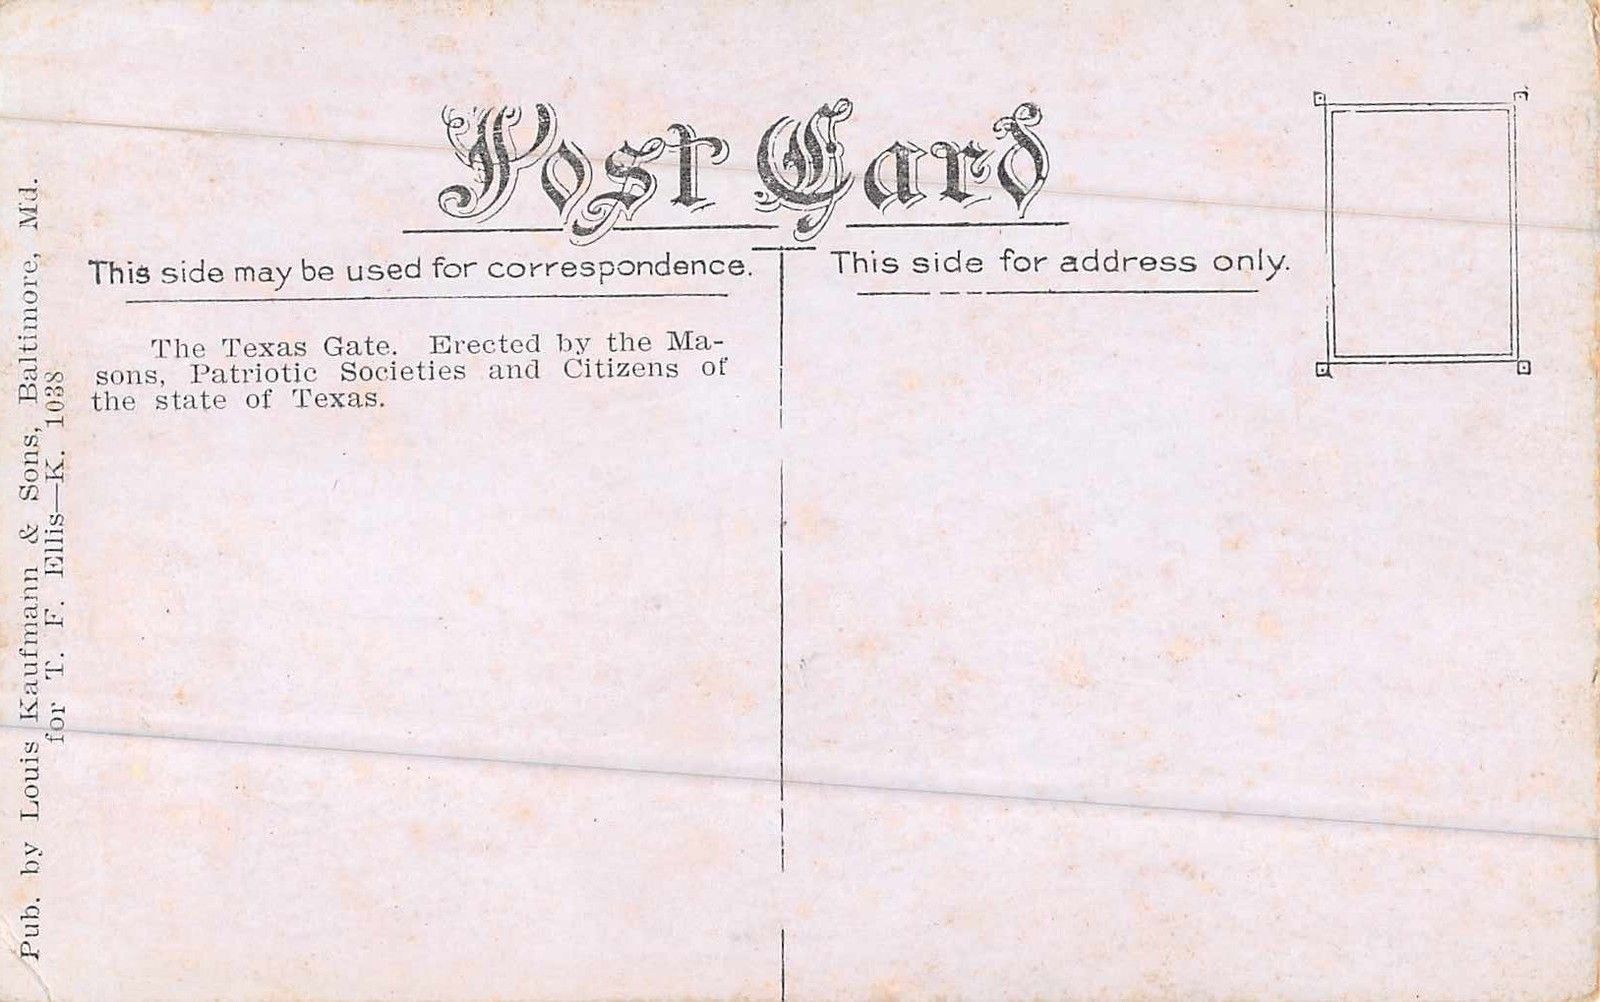 Post Card
This side may be used for correspondence.
This side for address only.
The Texas Gate. Erected by the Ma-
sons, Patriotic Societies and Citizens of
the state of Texas.
Pub. by Louis Kaufmann & Sons, Baltimore, Md.
for T. F. Ellis—K. 1038